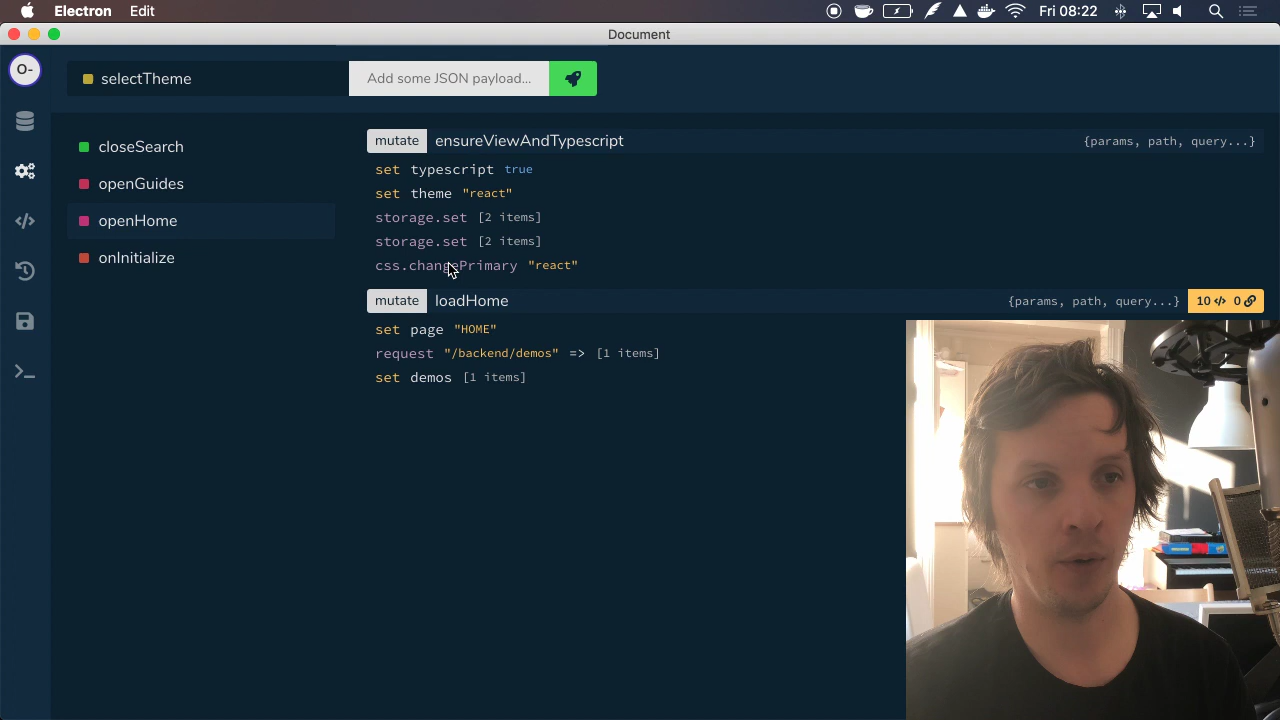 Electron Edit Fri 08:22
Document
O-
selectTheme Add some JSON payload...
closeSearch
openGuides
openHome
onInitialize
mutate ensureViewAndTypescript {params, path, query...}
set typescript true
set theme "react"
storage.set [2 items]
storage.set [2 items]
css.changePrimary "react"
mutate loadHome {params, path, query...} 10 0
set page "HOME"
request "/backend/demos" => [1 items]
set demos [1 items]